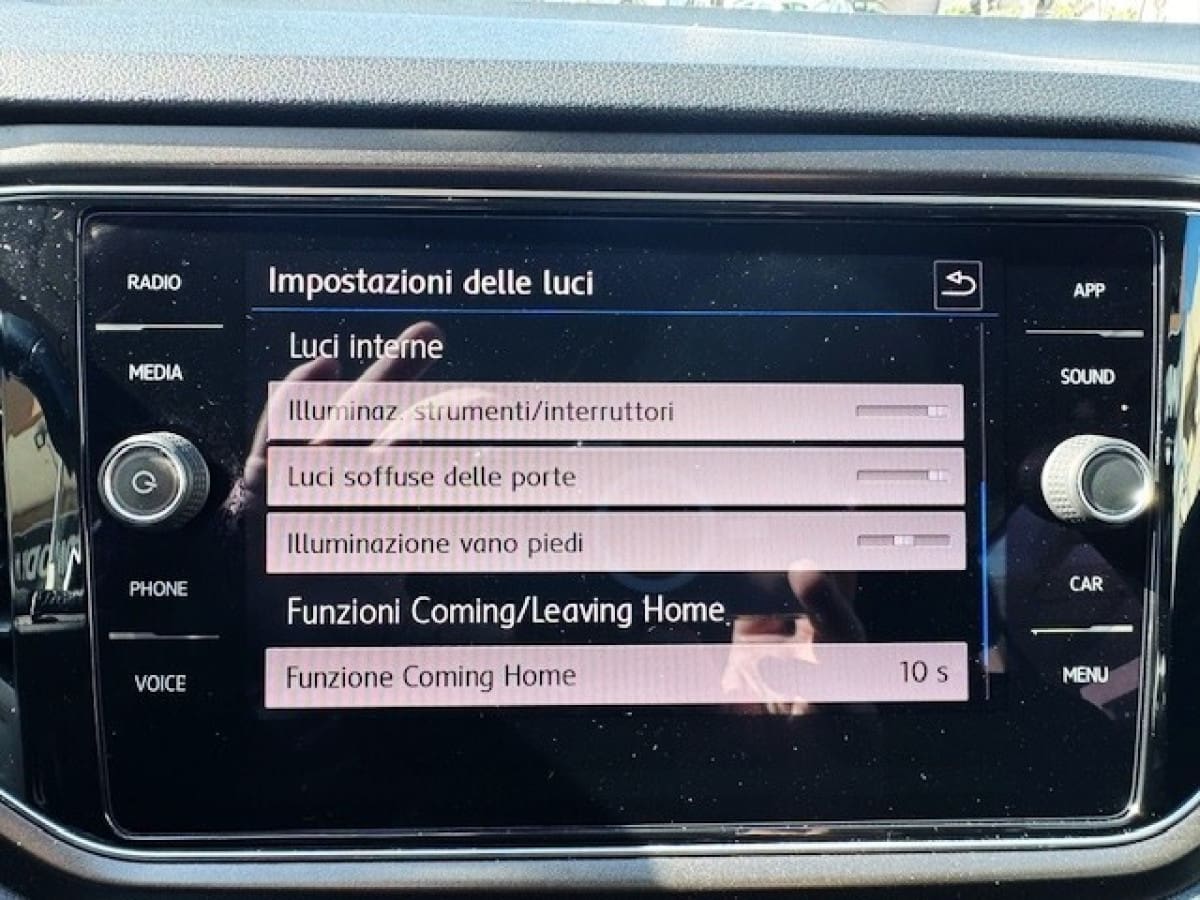 RADIO
MEDIA
PHONE
VOICE
Impostazioni delle luci
Luci interne
Illuminaz. strumenti/interruttori
Luci soffuse delle porte
Illuminazione vano piedi
Funzioni Coming/Leaving Home
Funzione Coming Home 10 s
APP
SOUND
CAR
MENU